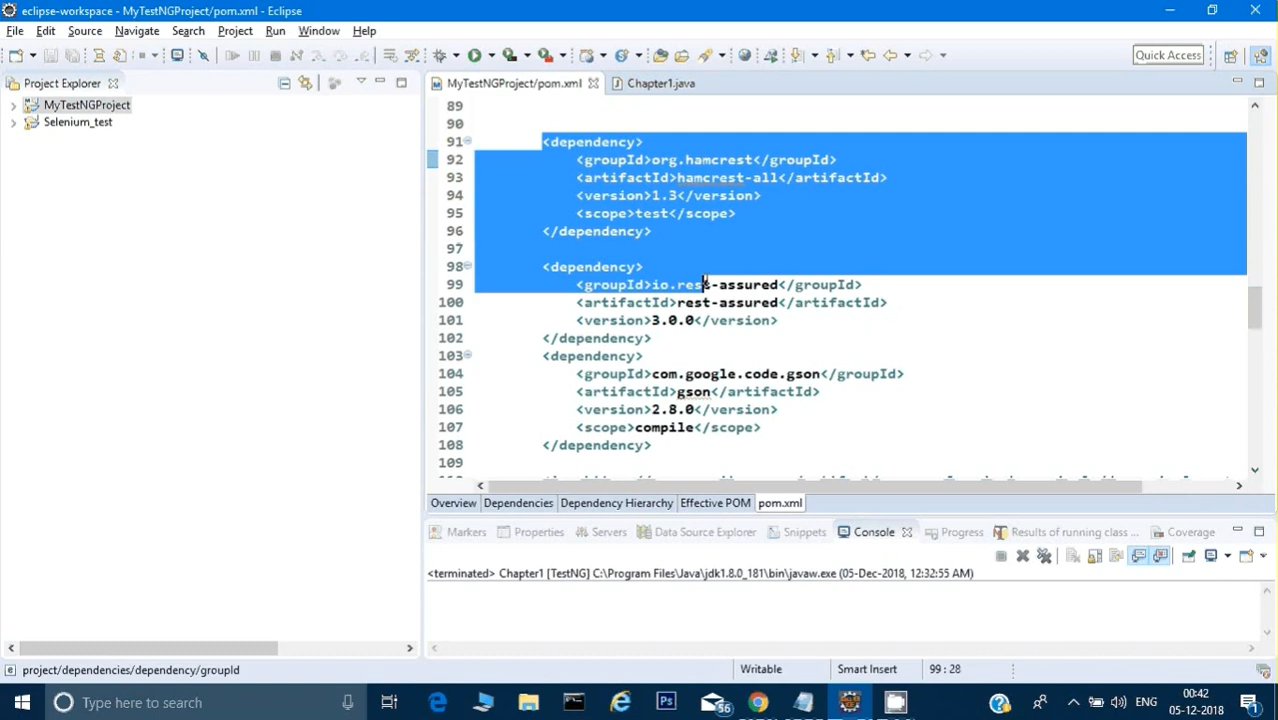 eclipse-workspace - MyTestNGProject/pom.xml - Eclipse
File Edit Source Navigate Search Project Run Window Help
Quick Access
Project Explorer
MyTestNGProject
Selenium_test
MyTestNGProject/pom.xml
Chapter1.java
89
90
91 <dependency>
92 <groupId>org.hamcrest</groupId>
93 <artifactId>hamcrest-all</artifactId>
94 <version>1.3</version>
95 <scope>test</scope>
96 </dependency>
97
98 <dependency>
99 <groupId>io.rest-assured</groupId>
100 <artifactId>rest-assured</artifactId>
101 <version>3.0.0</version>
102 </dependency>
103 <dependency>
104 <groupId>com.google.code.gson</groupId>
105 <artifactId>gson</artifactId>
106 <version>2.8.0</version>
107 <scope>compile</scope>
108 </dependency>
109
Overview Dependencies Dependency Hierarchy Effective POM pom.xml
Markers Properties Servers Data Source Explorer Snippets Console Progress Results of running class ... Coverage
<terminated> Chapter1 [TestNG] C:\Program Files\Java\jdk1.8.0_181\bin\javaw.exe (05-Dec-2018, 12:32:55 AM)
project/dependencies/dependency/groupId
Writable
Smart Insert
99 : 28
Type here to search
Ps
56
ENG
00:42
05-12-2018
1